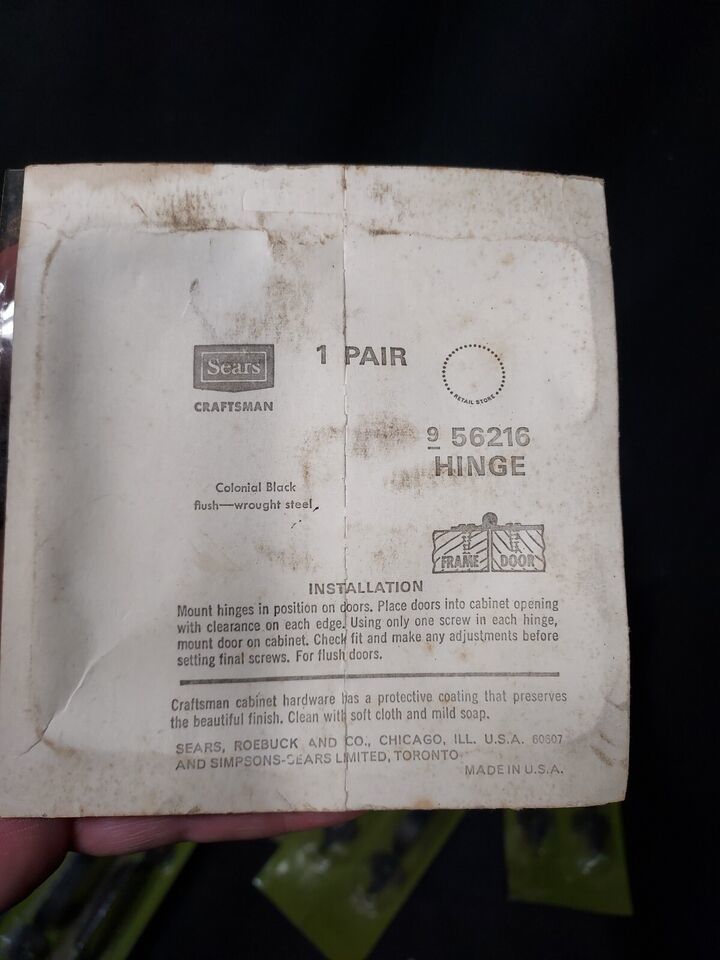 Sears
CRAFTSMAN
1 PAIR
RETAIL STORE
9 56216
HINGE
Colonial Black
flush—wrought steel
FRAME DOOR
INSTALLATION
Mount hinges in position on doors. Place doors into cabinet opening
with clearance on each edge. Using only one screw in each hinge,
mount door on cabinet. Check fit and make any adjustments before
setting final screws. For flush doors.
Craftsman cabinet hardware has a protective coating that preserves
the beautiful finish. Clean with soft cloth and mild soap.
SEARS, ROEBUCK AND CO., CHICAGO, ILL. U.S.A. 60607
AND SIMPSONS-SEARS LIMITED, TORONTO
MADE IN U.S.A.